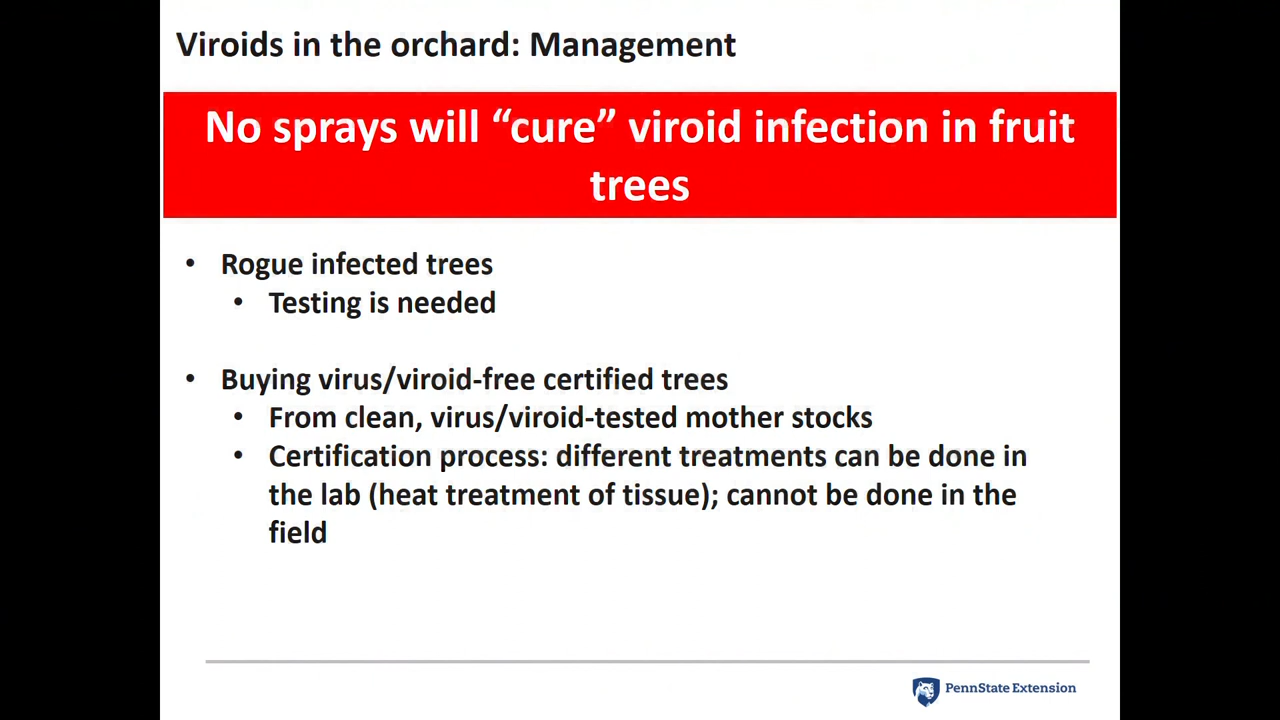 Viroids in the orchard: Management
No sprays will “cure” viroid infection in fruit
trees
• Rogue infected trees
• Testing is needed
• Buying virus/viroid-free certified trees
• From clean, virus/viroid-tested mother stocks
• Certification process: different treatments can be done in
the lab (heat treatment of tissue); cannot be done in the
field
PennState Extension